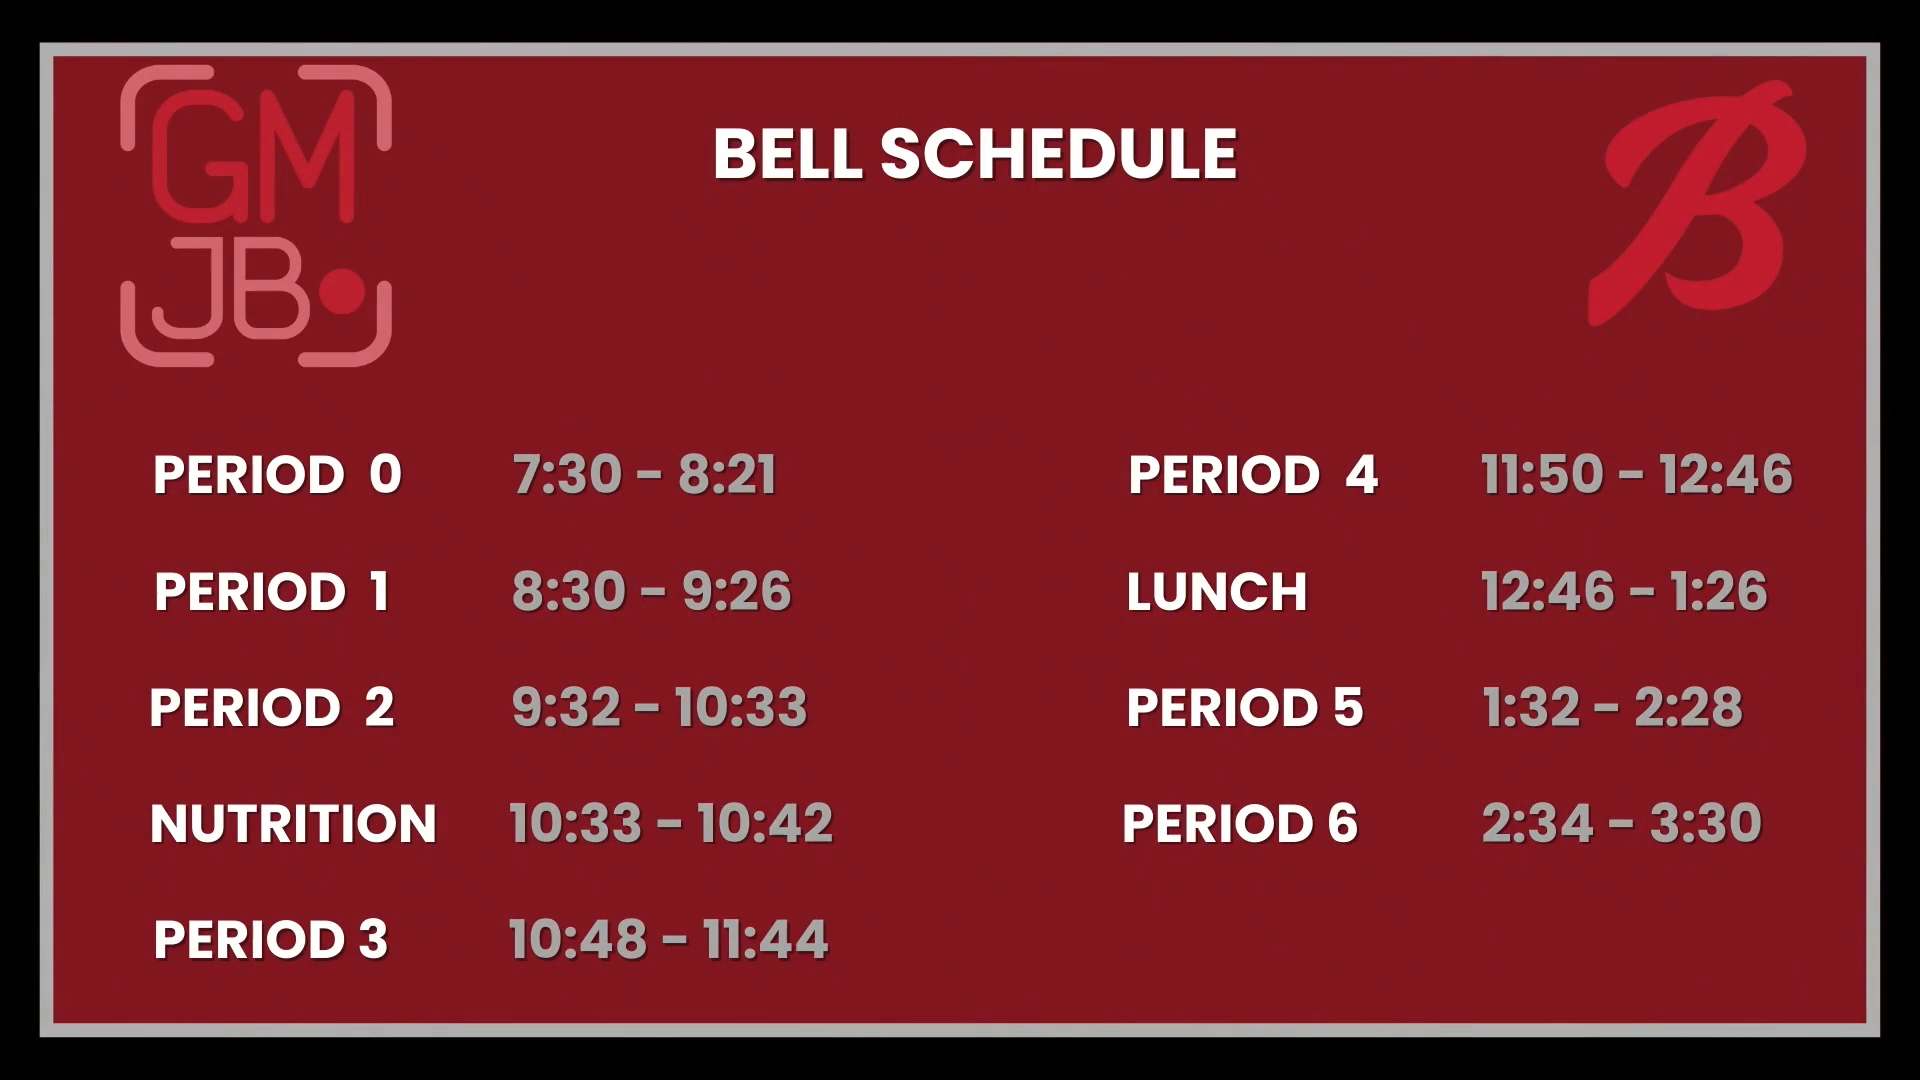 GM
JB
B
BELL SCHEDULE
PERIOD 0 7:30 - 8:21
PERIOD 1 8:30 - 9:26
PERIOD 2 9:32 - 10:33
NUTRITION 10:33 - 10:42
PERIOD 3 10:48 - 11:44
PERIOD 4 11:50 - 12:46
LUNCH 12:46 - 1:26
PERIOD 5 1:32 - 2:28
PERIOD 6 2:34 - 3:30